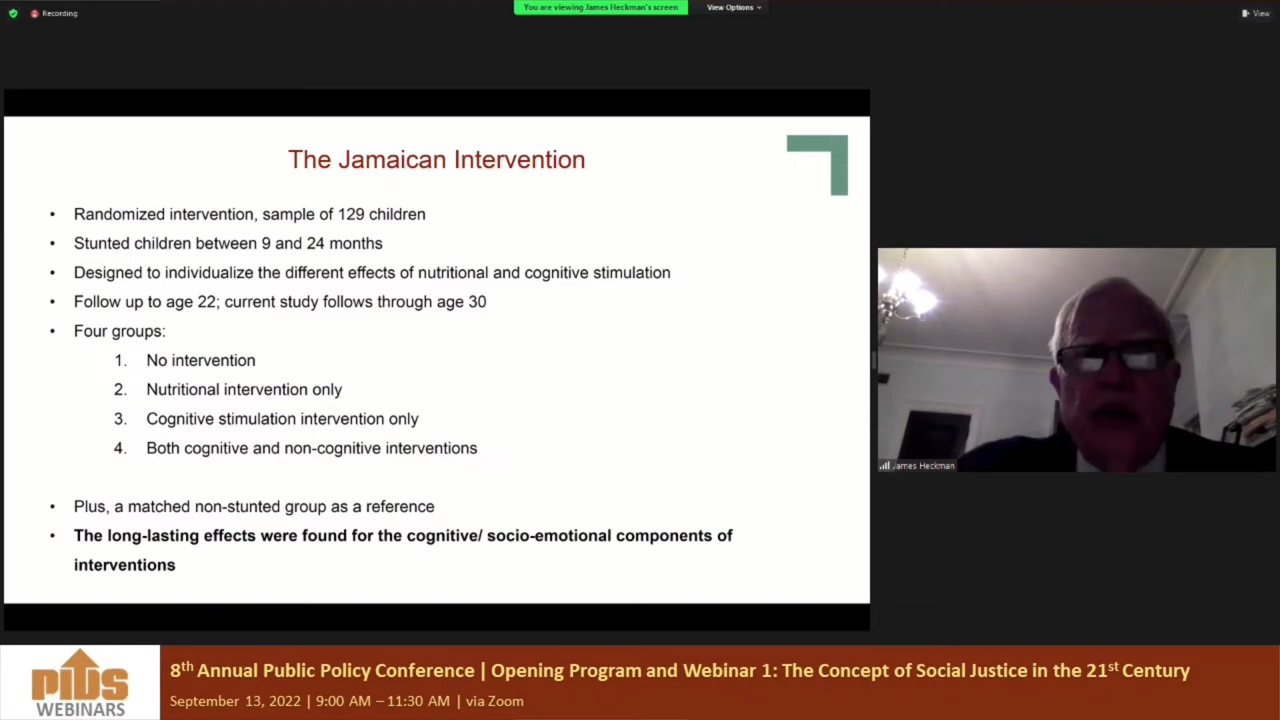 Recording
You are viewing James Heckman's screen
View Options
View
The Jamaican Intervention
• Randomized intervention, sample of 129 children
• Stunted children between 9 and 24 months
• Designed to individualize the different effects of nutritional and cognitive stimulation
• Follow up to age 22; current study follows through age 30
• Four groups:
1. No intervention
2. Nutritional intervention only
3. Cognitive stimulation intervention only
4. Both cognitive and non-cognitive interventions
• Plus, a matched non-stunted group as a reference
• The long-lasting effects were found for the cognitive/ socio-emotional components of
interventions
James Heckman
PIDS
WEBINARS
8th Annual Public Policy Conference | Opening Program and Webinar 1: The Concept of Social Justice in the 21st Century
September 13, 2022 | 9:00 AM – 11:30 AM | via Zoom